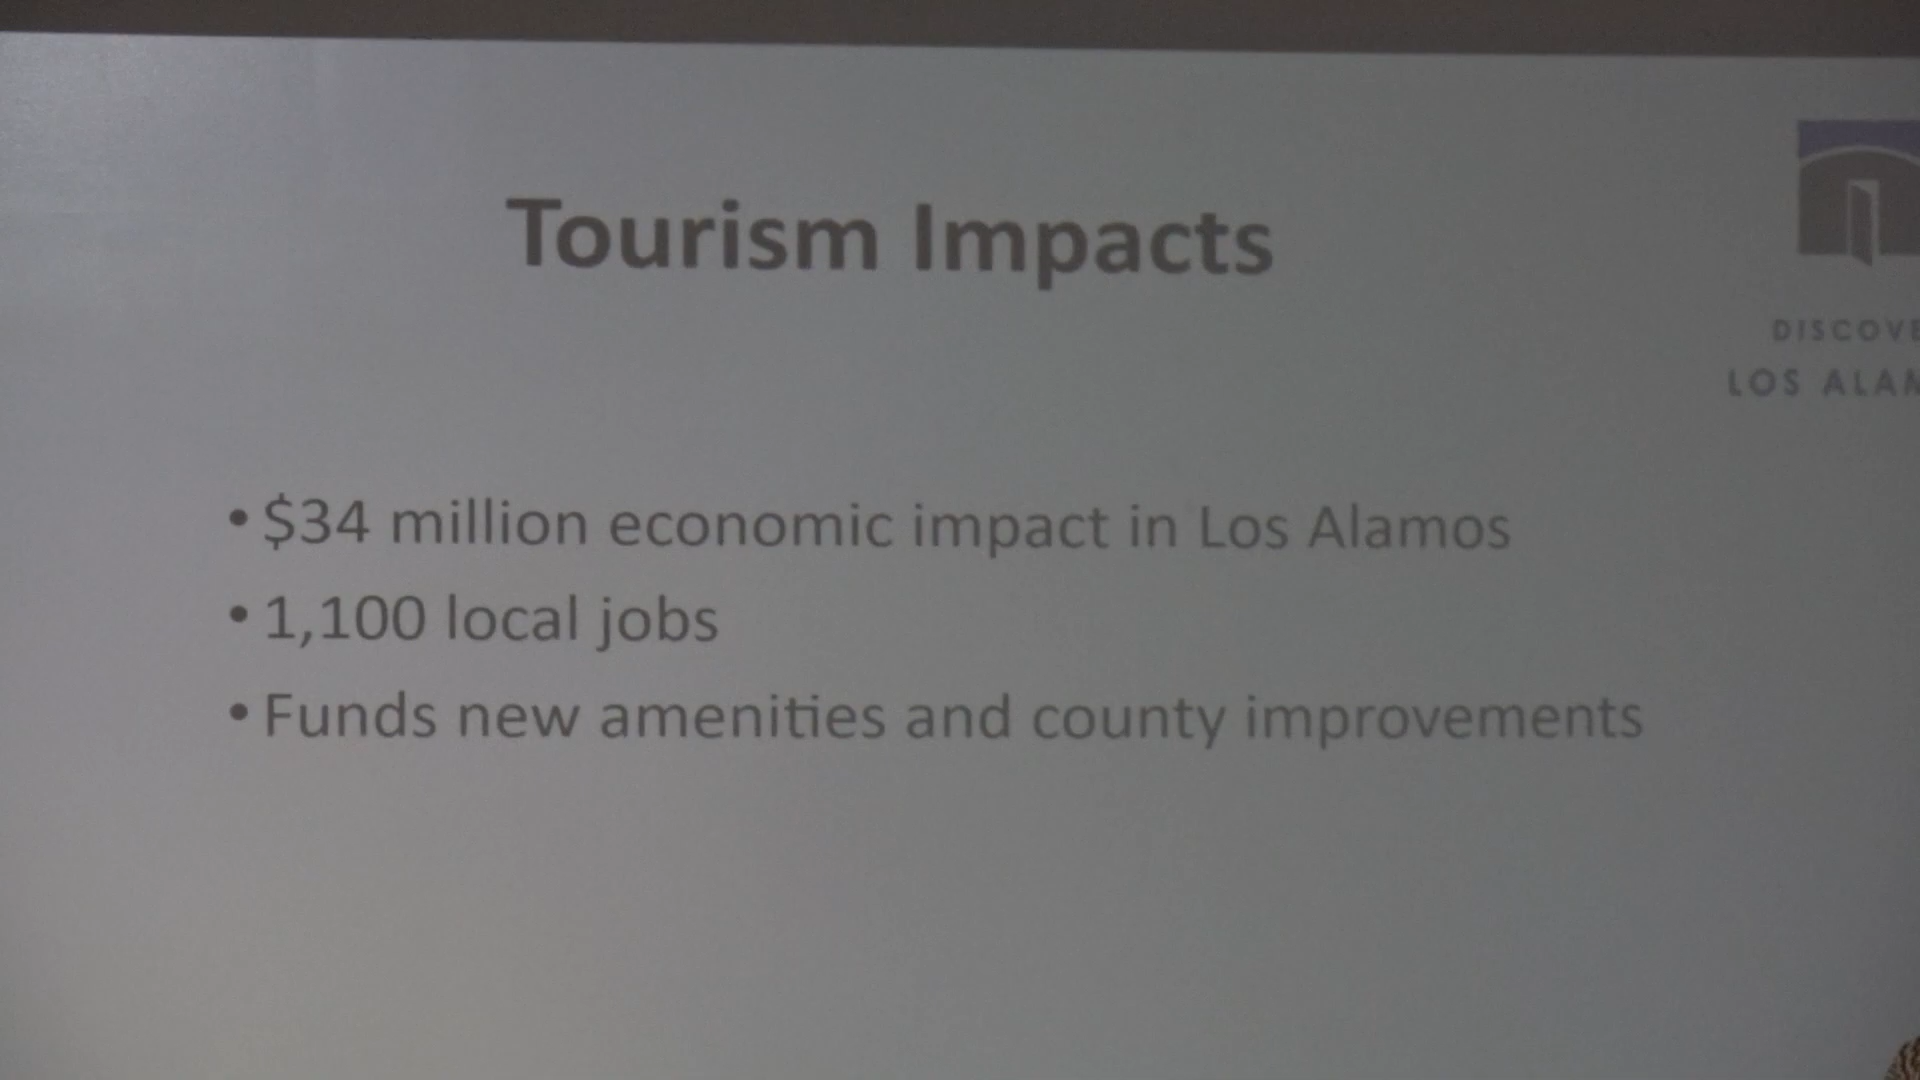 Tourism Impacts
DISCOVE
LOS ALAM
• $34 million economic impact in Los Alamos
• 1,100 local jobs
• Funds new amenities and county improvements